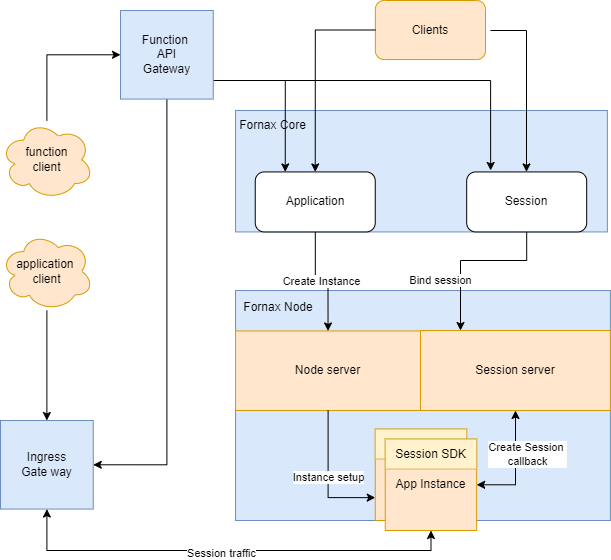 Function
API
Gateway
Clients
Fornax Core
function
client
Application
Session
application
client
Create Instance
Bind session
Fornax Node
Node server
Session server
Ingress
Gate way
Session SDK
Create Session
callback
Instance setup
App Instance
Session traffic